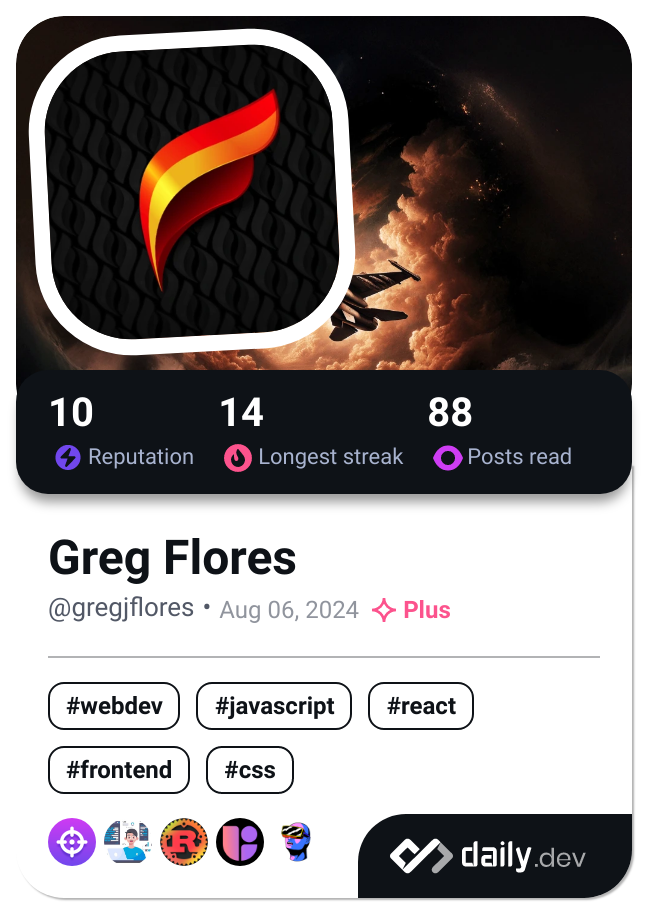 10 14 88
Reputation Longest streak Posts read
Greg Flores
@gregjflores • Aug 06, 2024 Plus
#webdev #javascript #react
#frontend #css
R
daily.dev